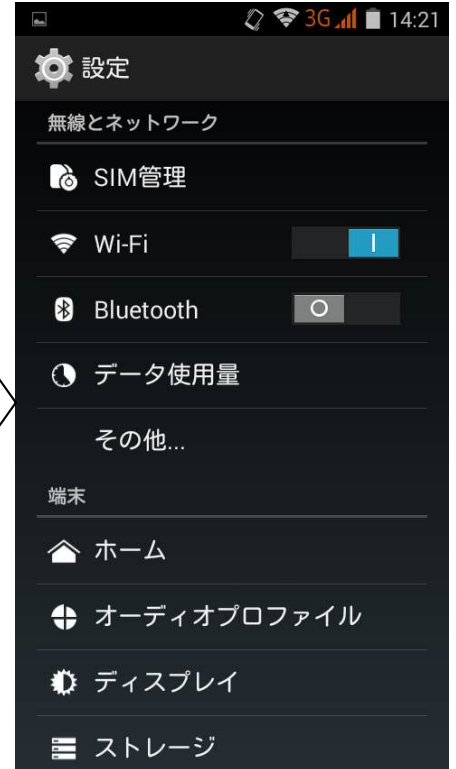 3G 14:21
設定
無線とネットワーク
SIM管理
Wi-Fi
Bluetooth
データ使用量
その他...
端末
ホーム
オーディオプロファイル
ディスプレイ
ストレージ